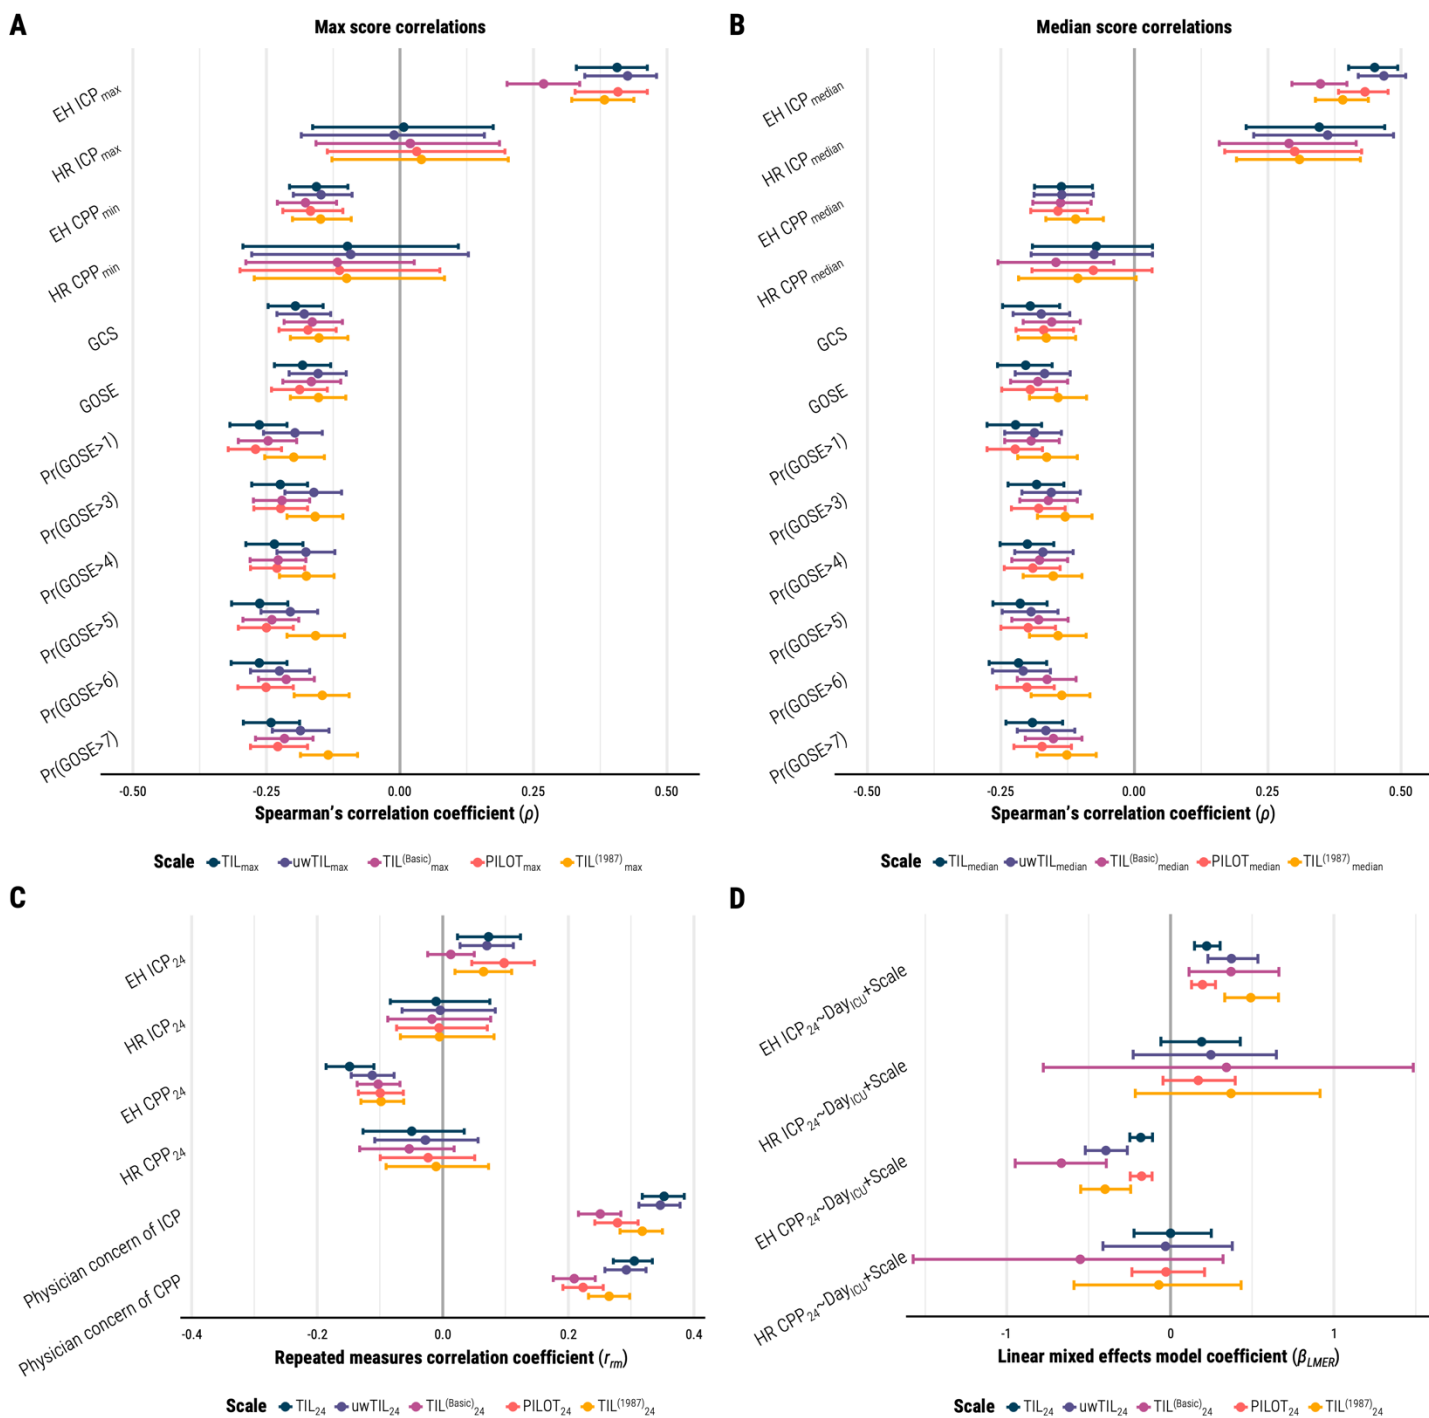 A
Max score correlations
EH ICP max
HR ICP max
EH CPP min
HR CPP min
GCS
GOSE
Pr(GOSE>1)
Pr(GOSE>3)
Pr(GOSE>4)
Pr(GOSE>5)
Pr(GOSE>6)
Pr(GOSE>7)
-0.50 -0.25 0.00 0.25 0.50
Spearman's correlation coefficient (ρ)
Scale TILmax uwTILmax TIL(Basic)max PILOTmax TIL(1987)max
B
Median score correlations
EH ICP median
HR ICP median
EH CPP median
HR CPP median
GCS
GOSE
Pr(GOSE>1)
Pr(GOSE>3)
Pr(GOSE>4)
Pr(GOSE>5)
Pr(GOSE>6)
Pr(GOSE>7)
-0.50 -0.25 0.00 0.25 0.50
Spearman's correlation coefficient (ρ)
Scale TILmedian uwTILmedian TIL(Basic)median PILOTmedian TIL(1987)median
C
EH ICP24
HR ICP24
EH CPP24
HR CPP24
Physician concern of ICP
Physician concern of CPP
-0.4 -0.2 0.0 0.2 0.4
Repeated measures correlation coefficient (rrm)
Scale TIL24 uwTIL24 TIL(Basic)24 PILOT24 TIL(1987)24
D
EH ICP24~DayICU+Scale
HR ICP24~DayICU+Scale
EH CPP24~DayICU+Scale
HR CPP24~DayICU+Scale
-1 0 1
Linear mixed effects model coefficient (βLMER)
Scale TIL24 uwTIL24 TIL(Basic)24 PILOT24 TIL(1987)24